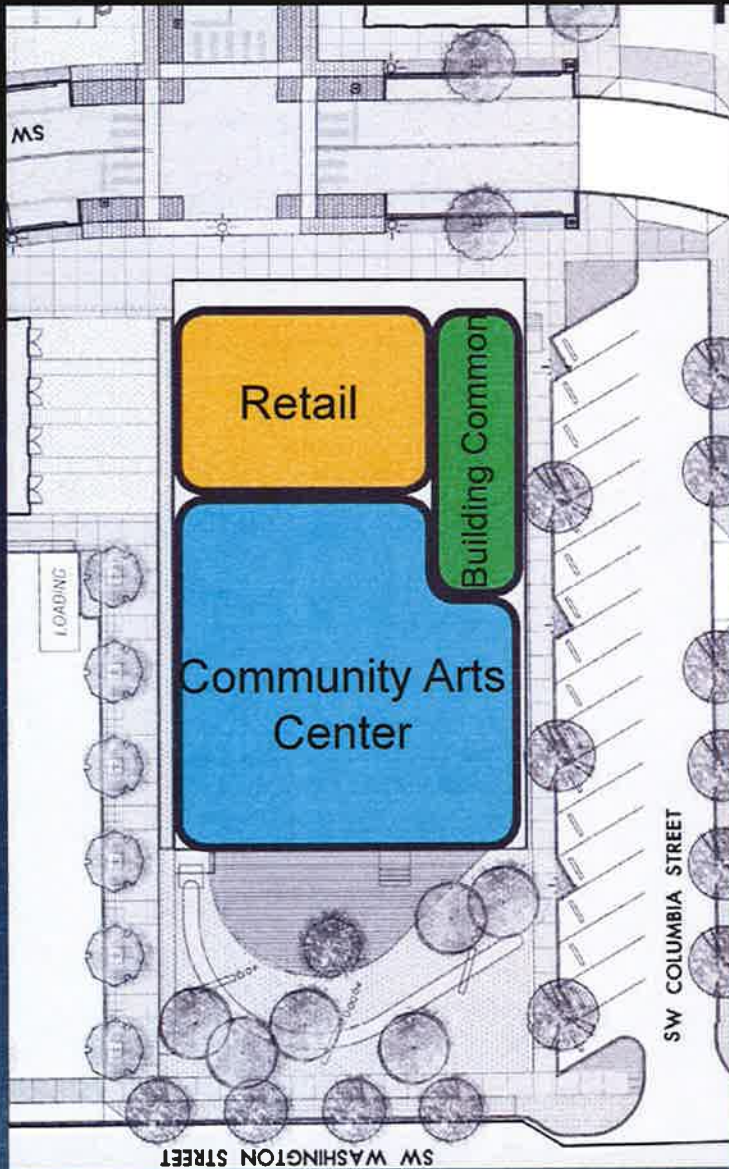 SW
Retail
Building Common
LOADING
Community Arts
Center
SW COLUMBIA STREET
SW WASHINGTON STREET